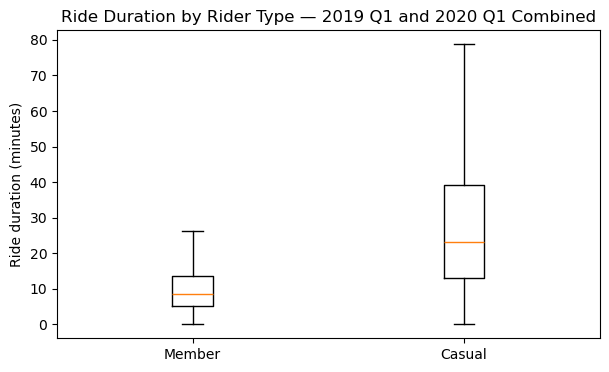 Ride Duration by Rider Type — 2019 Q1 and 2020 Q1 Combined
Ride duration (minutes)
80
70
60
50
40
30
20
10
0
Member
Casual